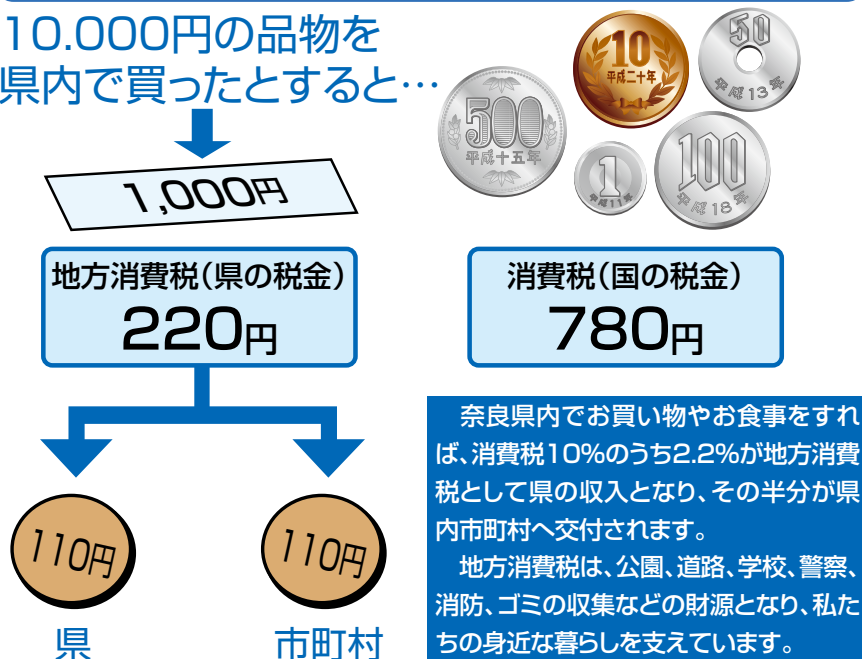 10.000円の品物を
県内で買ったとすると…
500
平成十五年
10
平成二十年
50
平成13年
1
平成11年
100
平成18年
1,000円
地方消費税(県の税金)
220円
消費税(国の税金)
780円
110円
県
110円
市町村
奈良県内でお買い物やお食事をすれ
ば、消費税10%のうち2.2%が地方消費
税として県の収入となり、その半分が県
内市町村へ交付されます。
地方消費税は、公園、道路、学校、警察、
消防、ゴミの収集などの財源となり、私た
ちの身近な暮らしを支えています。